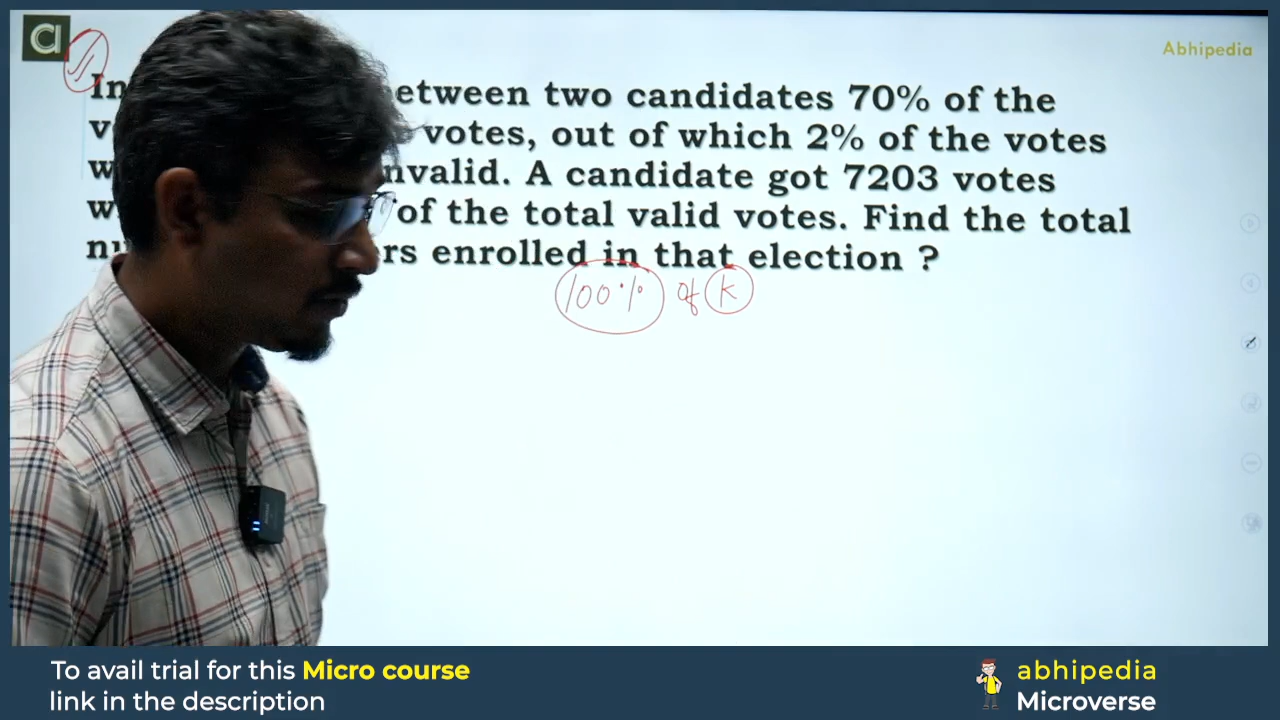 a
Abhipedia
In etween two candidates 70% of the
votes, out of which 2% of the votes
nvalid. A candidate got 7203 votes
of the total valid votes. Find the total
rs enrolled in that election ?
100% of K
To avail trial for this Micro course
link in the description
abhipedia
Microverse